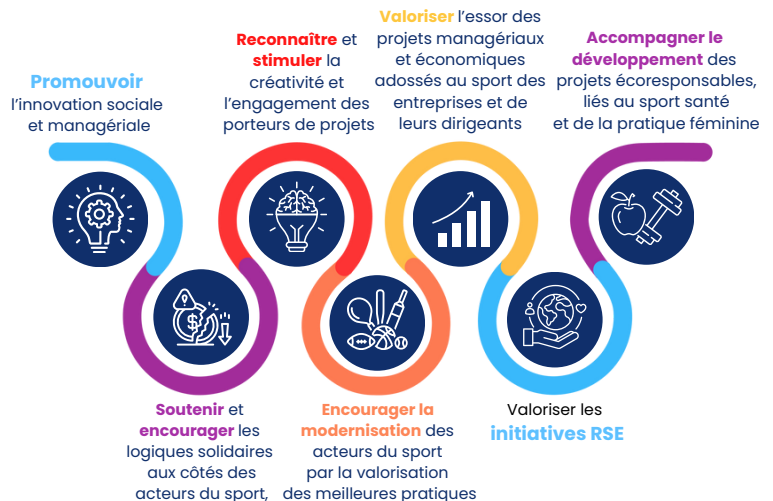 Promouvoir
l'innovation sociale
et managériale
Soutenir et
encourager les
logiques solidaires
aux côtés des
acteurs du sport,
Reconnaître et
stimuler la
créativité et
l'engagement des
porteurs de projets
Encourager la
modernisation des
acteurs du sport
par la valorisation
des meilleures pratiques
Valoriser l'essor des
projets managériaux
et économiques
adossés au sport des
entreprises et de
leurs dirigeants
Valoriser les
initiatives RSE
Accompagner le
développement des
projets écoresponsables,
liés au sport santé
et de la pratique féminine